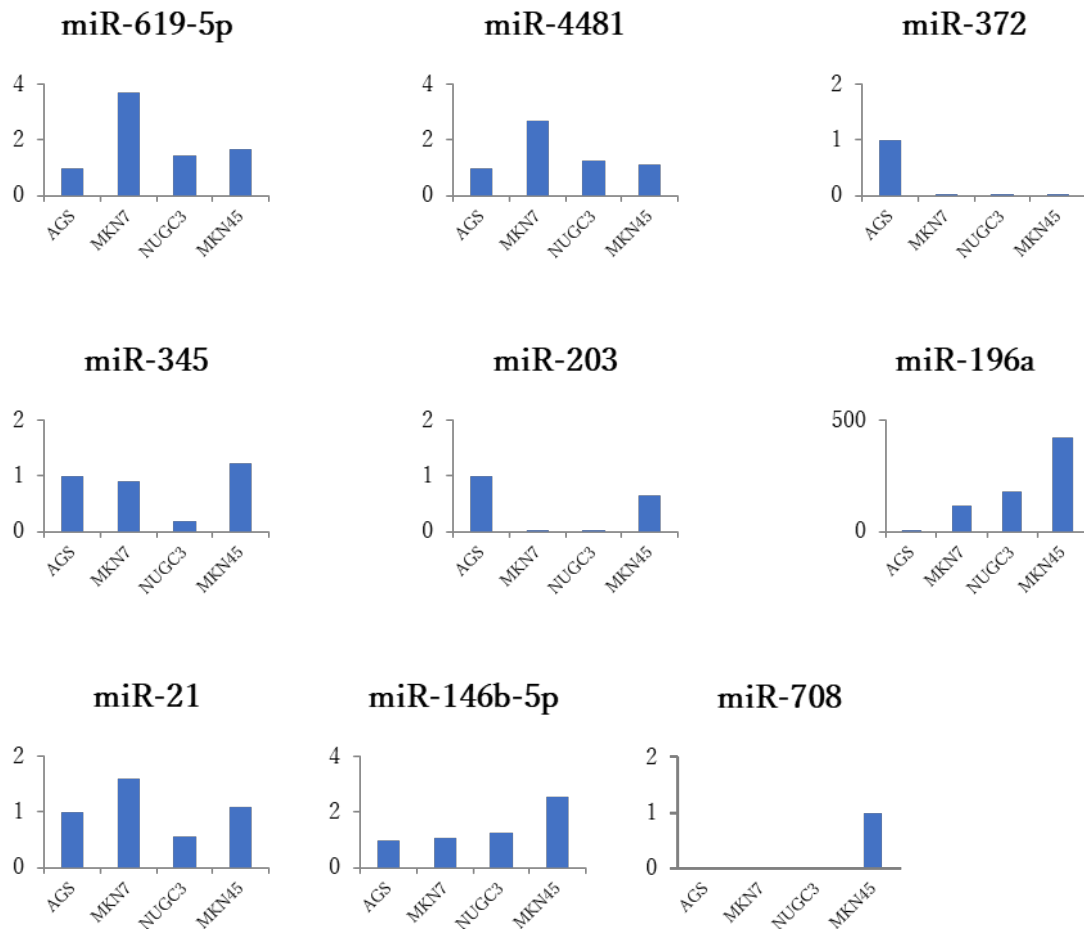 miR-619-5p
4
2
0
AGS
MKN7
NUGC3
MKN45
miR-4481
4
2
0
AGS
MKN7
NUGC3
MKN45
miR-372
2
1
0
AGS
MKN7
NUGC3
MKN45
miR-345
2
1
0
AGS
MKN7
NUGC3
MKN45
miR-203
2
1
0
AGS
MKN7
NUGC3
MKN45
miR-196a
500
0
AGS
MKN7
NUGC3
MKN45
miR-21
2
1
0
AGS
MKN7
NUGC3
MKN45
miR-146b-5p
4
2
0
AGS
MKN7
NUGC3
MKN45
miR-708
2
1
0
AGS
MKN7
NUGC3
MKN45